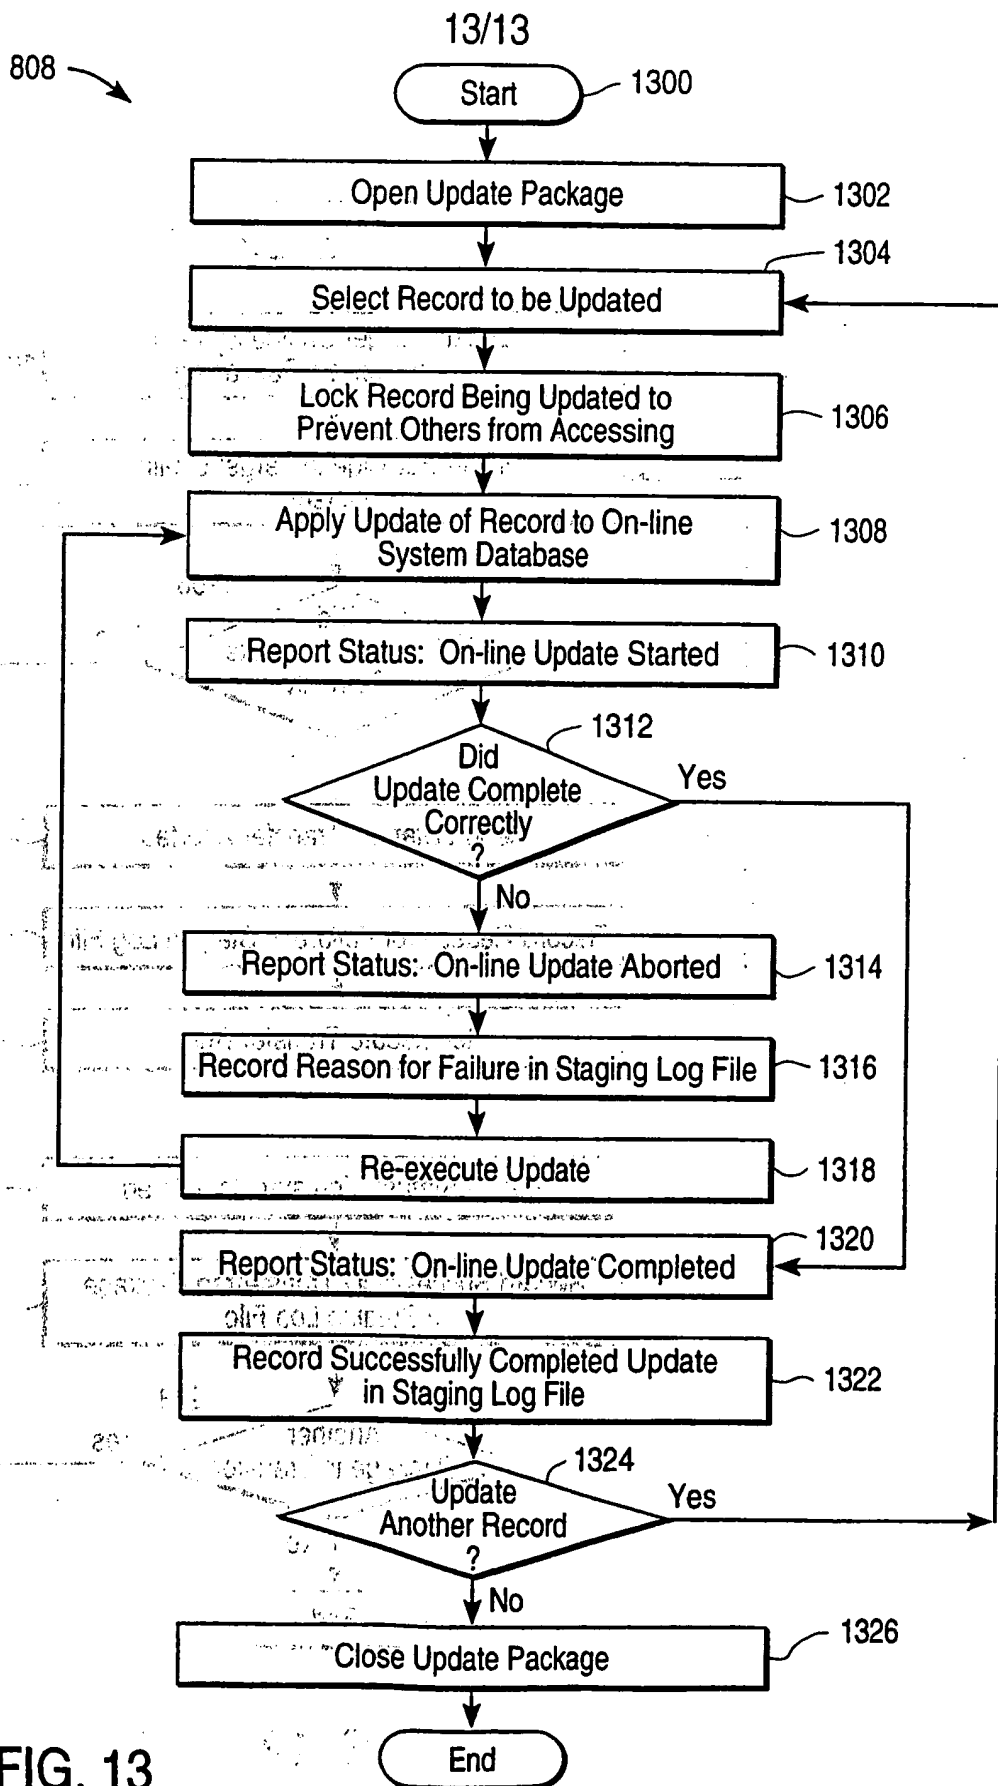 13/13
808
Start
1300
Open Update Package
1302
1304
Select Record to be Updated
Lock Record Being Updated to
Prevent Others from Accessing
1306
Apply Update of Record to On-line
System Database
1308
Report Status: On-line Update Started
1310
1312
Did
Update Complete
Correctly
?
Yes
No
Report Status: On-line Update Aborted
1314
Record Reason for Failure in Staging Log File
1316
Re-execute Update
1318
1320
Report Status: On-line Update Completed
Record Successfully Completed Update
in Staging Log File
1322
1324
Update
Another Record
?
Yes
No
1326
Close Update Package
End
FIG. 13